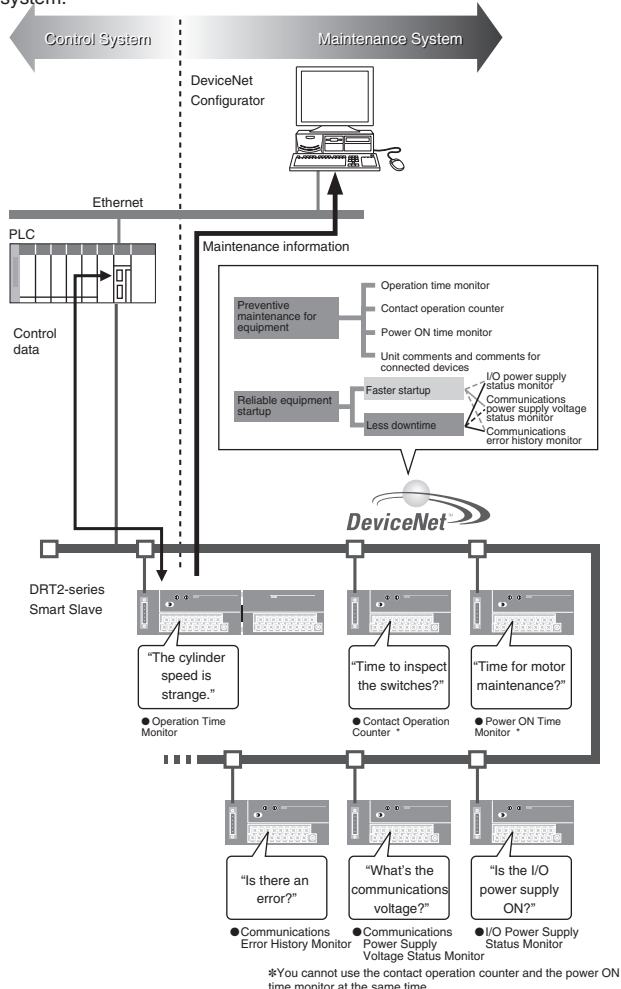 system.
Control System
Maintenance System
DeviceNet
Configurator
Ethernet
PLC
Maintenance information
Control
data
Preventive
maintenance for
equipment
Operation time monitor
Contact operation counter
Power ON time monitor
Unit comments and comments for
connected devices
Reliable equipment
startup
Faster startup
Less downtime
I/O power supply
status monitor
Communications
power supply voltage
status monitor
Communications
error history monitor
DeviceNet™
DRT2-series
Smart Slave
“The cylinder
speed is
strange.”
“Time to inspect
the switches?”
“Time for motor
maintenance?”
●Operation Time
Monitor
●Contact Operation
Counter *
●Power ON Time
Monitor *
“Is there an
error?”
“What’s the
communications
voltage?”
“Is the I/O
power supply
ON?”
●Communications
Error History Monitor
●Communications
Power Supply
Voltage Status Monitor
●I/O Power Supply
Status Monitor
✻You cannot use the contact operation counter and the power ON
time monitor at the same time